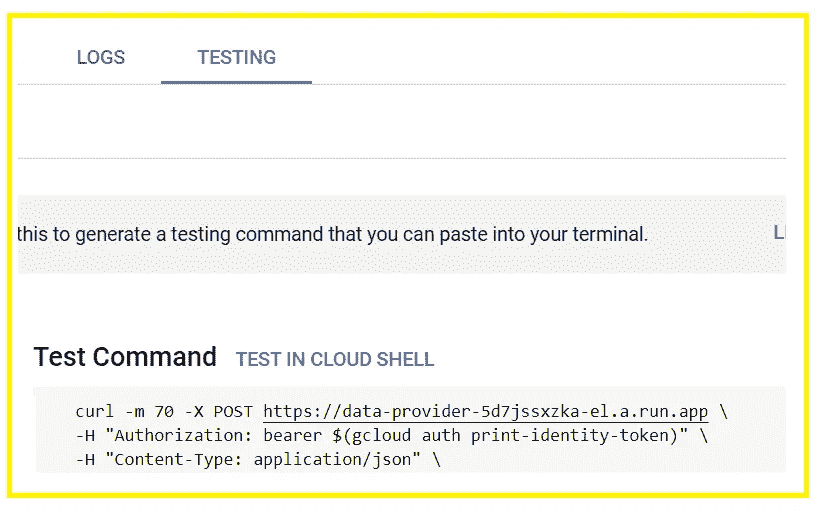 LOGS TESTING
this to generate a testing command that you can paste into your terminal.
Test Command TEST IN CLOUD SHELL
curl -m 70 -X POST https://data-provider-5d7jssxzka-el.a.run.app \
-H "Authorization: bearer $(gcloud auth print-identity-token)" \
-H "Content-Type: application/json" \